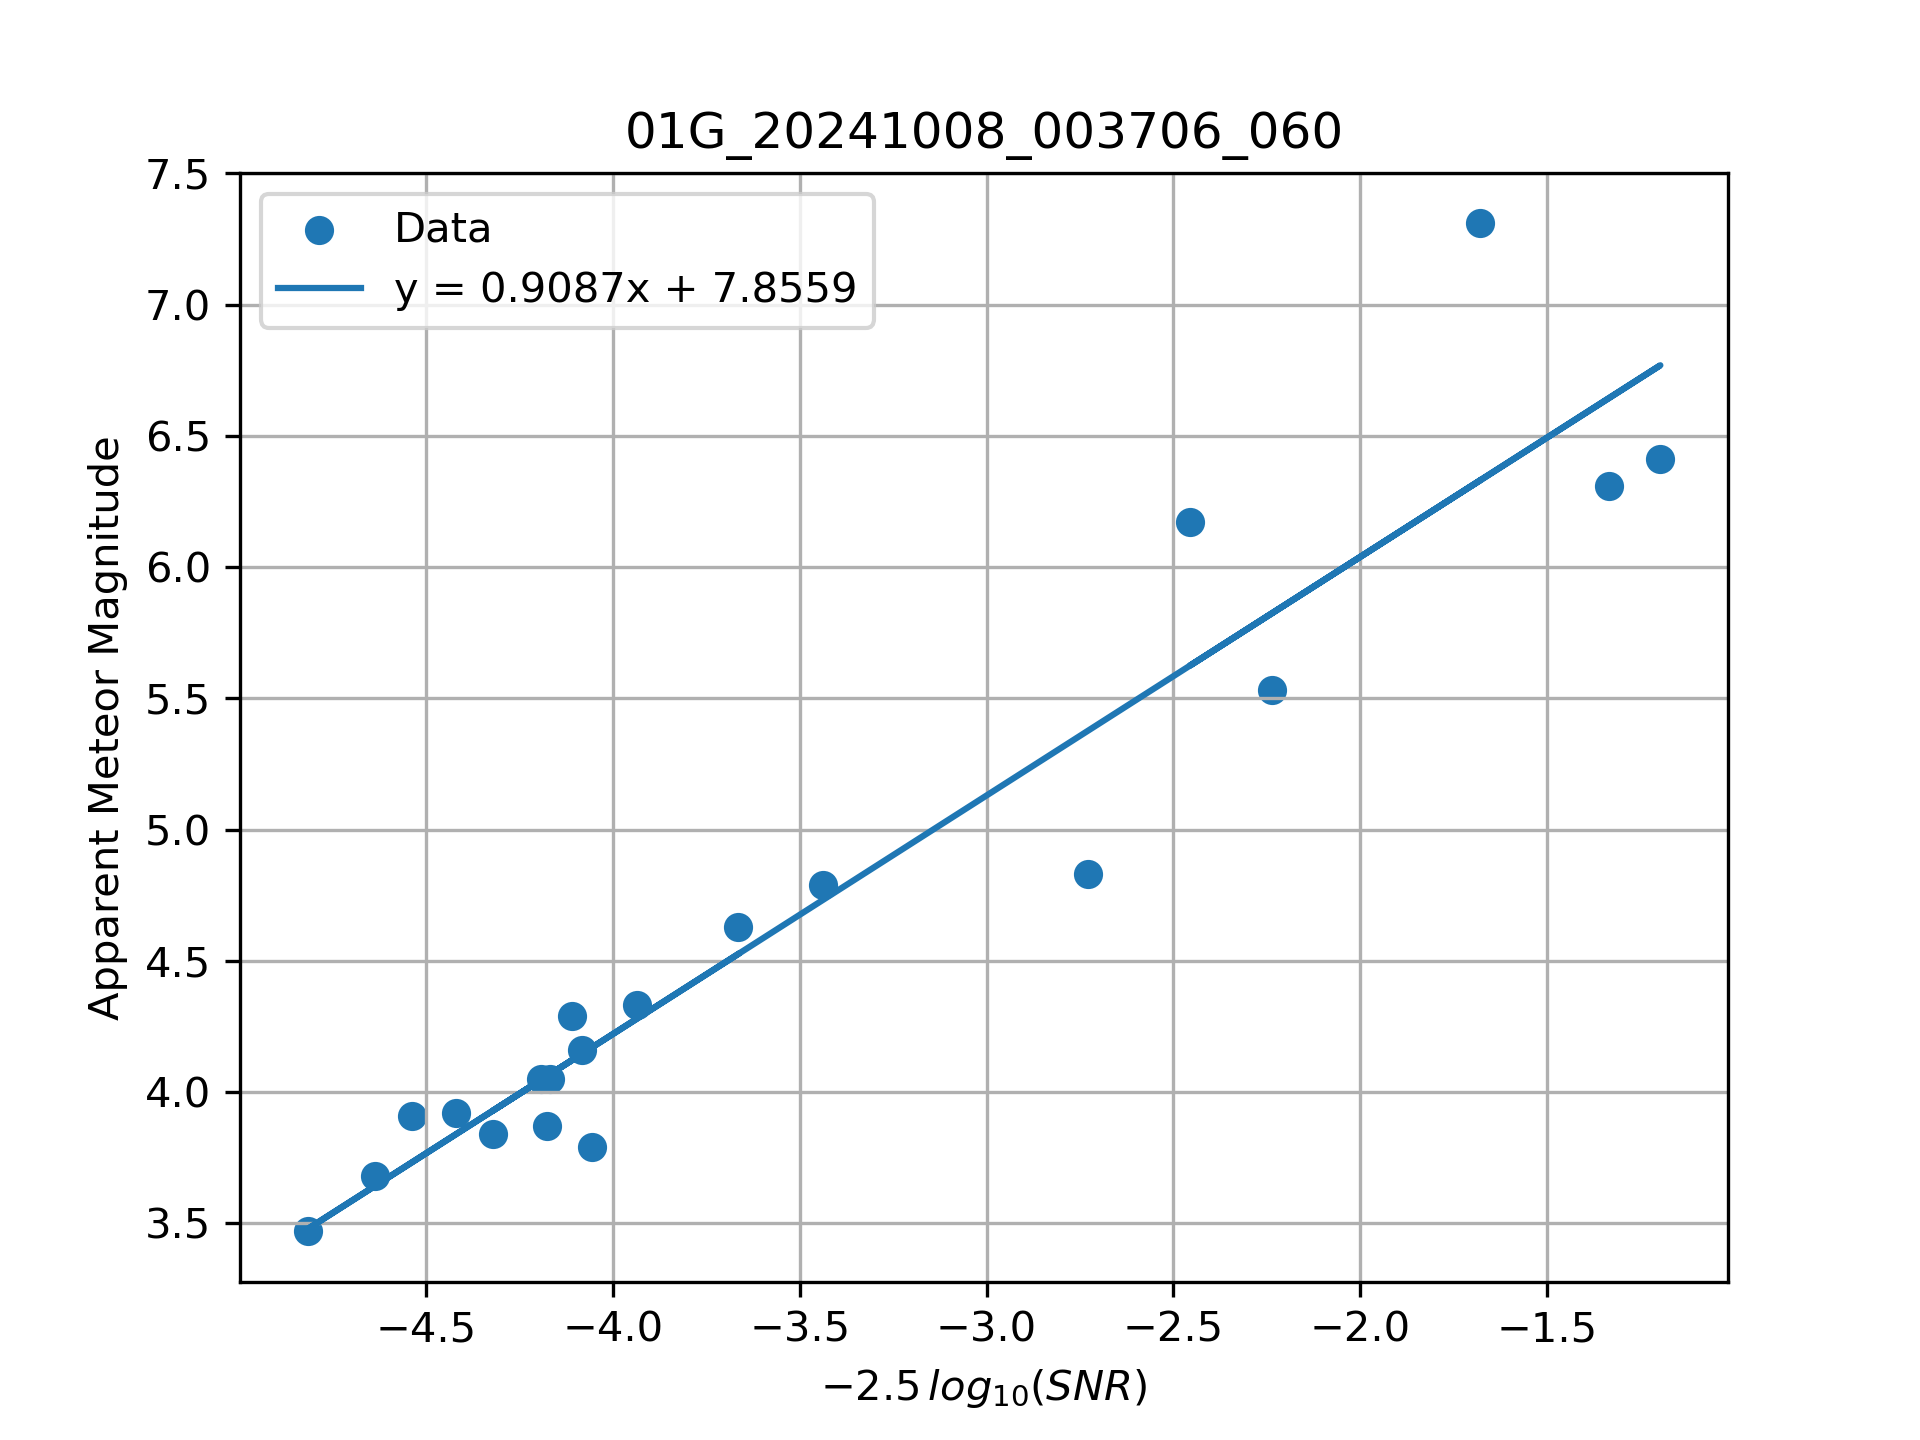 01G_20241008_003706_060
Data
y = 0.9087x + 7.8559
Apparent Meteor Magnitude
7.5
7.0
6.5
6.0
5.5
5.0
4.5
4.0
3.5
−4.5 −4.0 −3.5 −3.0 −2.5 −2.0 −1.5
−2.5 log₁₀(SNR)